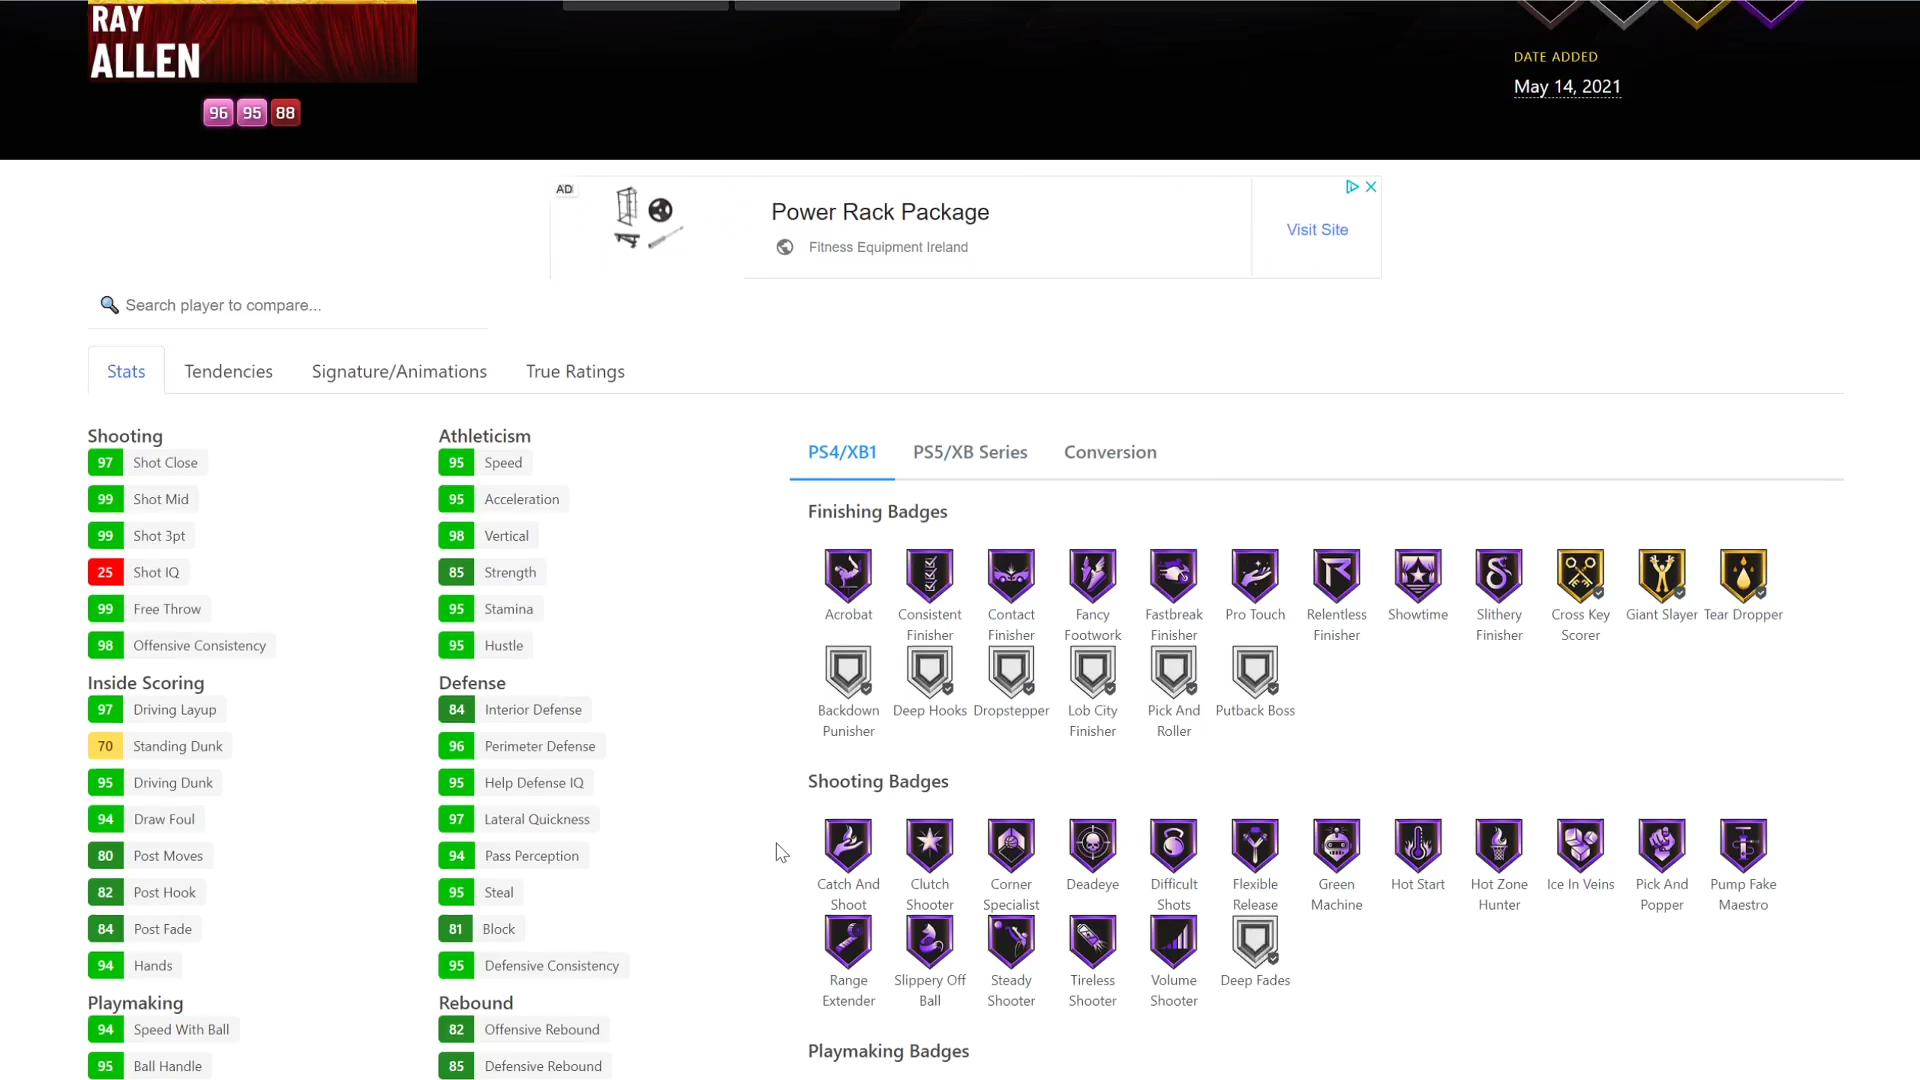 RAY
ALLEN
96 95 88
DATE ADDED
May 14, 2021
AD
Power Rack Package
Fitness Equipment Ireland
Visit Site
Search player to compare...
Stats Tendencies Signature/Animations True Ratings
Shooting
97 Shot Close
99 Shot Mid
99 Shot 3pt
25 Shot IQ
99 Free Throw
98 Offensive Consistency
Inside Scoring
97 Driving Layup
70 Standing Dunk
95 Driving Dunk
94 Draw Foul
80 Post Moves
82 Post Hook
84 Post Fade
94 Hands
Playmaking
94 Speed With Ball
95 Ball Handle
Athleticism
95 Speed
95 Acceleration
98 Vertical
85 Strength
95 Stamina
95 Hustle
Defense
84 Interior Defense
96 Perimeter Defense
95 Help Defense IQ
97 Lateral Quickness
94 Pass Perception
95 Steal
81 Block
95 Defensive Consistency
Rebound
82 Offensive Rebound
85 Defensive Rebound
PS4/XB1 PS5/XB Series Conversion
Finishing Badges
Acrobat Consistent Contact Fancy Fastbreak Pro Touch Relentless Showtime Slithery Cross Key Giant Slayer Tear Dropper
Finisher Finisher Footwork Finisher Finisher Finisher Scorer
Backdown Deep Hooks Dropstepper Lob City Pick And Putback Boss
Punisher Finisher Roller
Shooting Badges
Catch And Clutch Corner Deadeye Difficult Flexible Green Hot Start Hot Zone Ice In Veins Pick And Pump Fake
Shoot Shooter Specialist Shots Release Machine Hunter Popper Maestro
Range Slippery Off Steady Tireless Volume Deep Fades
Extender Ball Shooter Shooter Shooter
Playmaking Badges